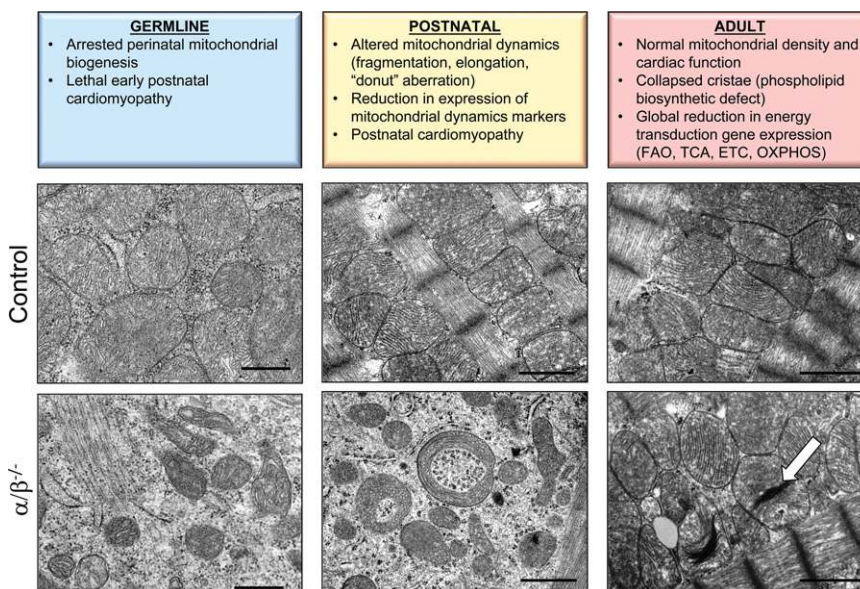 GERMLINE
• Arrested perinatal mitochondrial
biogenesis
• Lethal early postnatal
cardiomyopathy
POSTNATAL
• Altered mitochondrial dynamics
(fragmentation, elongation,
“donut” aberration)
• Reduction in expression of
mitochondrial dynamics markers
• Postnatal cardiomyopathy
ADULT
• Normal mitochondrial density and
cardiac function
• Collapsed cristae (phospholipid
biosynthetic defect)
• Global reduction in energy
transduction gene expression
(FAO, TCA, ETC, OXPHOS)
Control
α/β-/-